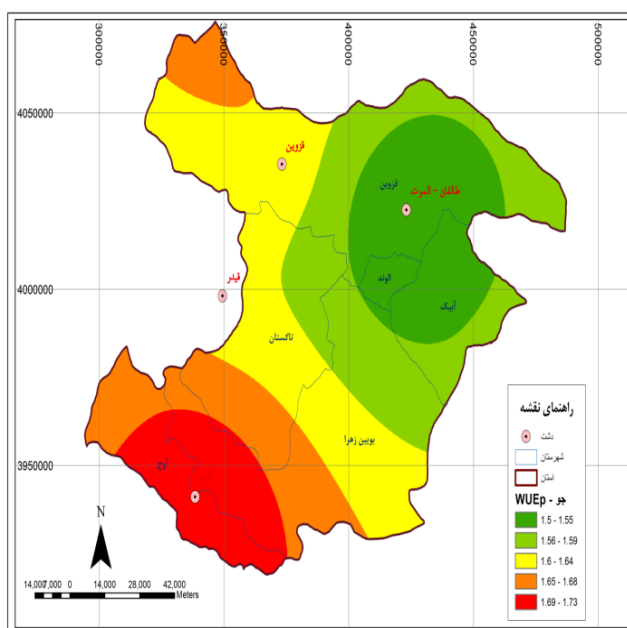 300000
350000
400000
450000
500000
4050000
4000000
3950000
قزوین
قزوین
طالقان - الموت
الوند
آبیک
قیدر
تاکستان
بویین زهرا
آوج
راهنمای نقشه
دشت
شهرستان
استان
WUEp - جو
1.5 - 1.55
1.56 - 1.59
1.6 - 1.64
1.65 - 1.68
1.69 - 1.73
N
14,0007,000 0 14,000 28,000 42,000
Meters